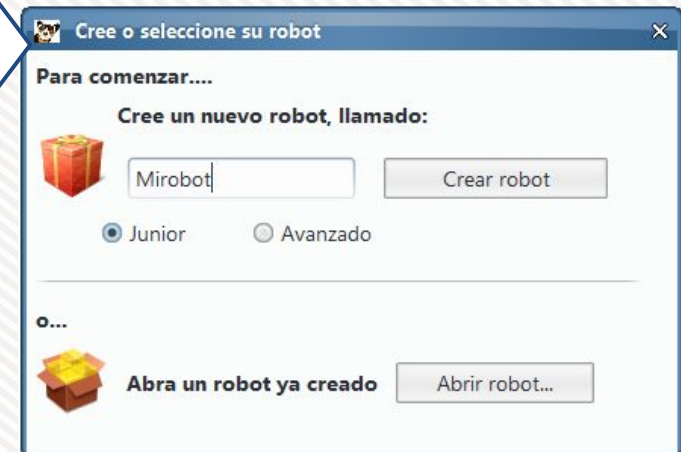 Cree o seleccione su robot
Para comenzar....
Cree un nuevo robot, llamado:
Mirobot
Crear robot
Junior
Avanzado
o...
Abra un robot ya creado
Abrir robot...